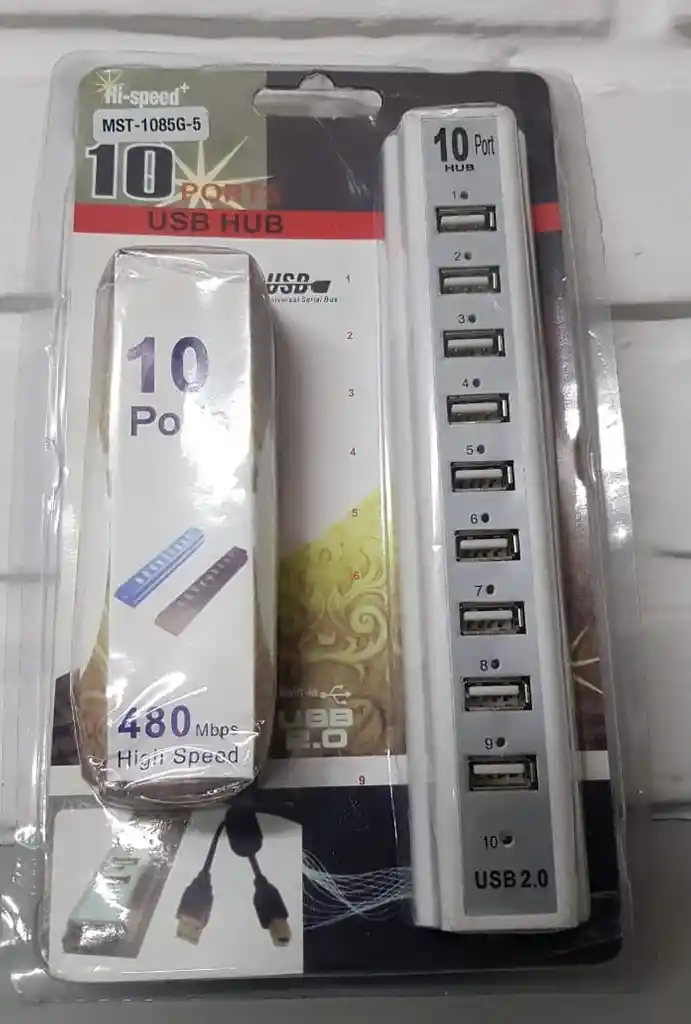 Hi-speed+
MST-1085G-5
10 PORTS
USB HUB
USB
Universal Serial Bus
1
2
3
4
5
6
9
10
480 Mbps
High Speed
Built-in
2.0
10 Port
HUB
1
2
3
4
5
6
7
8
9
10
USB 2.0